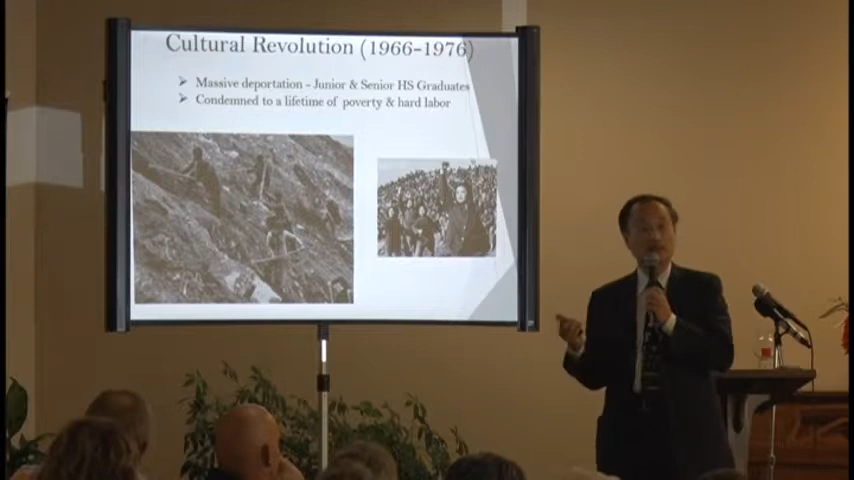 Cultural Revolution (1966-1976)
Massive deportation - Junior & Senior HS Graduates
Condemned to a lifetime of poverty & hard labor